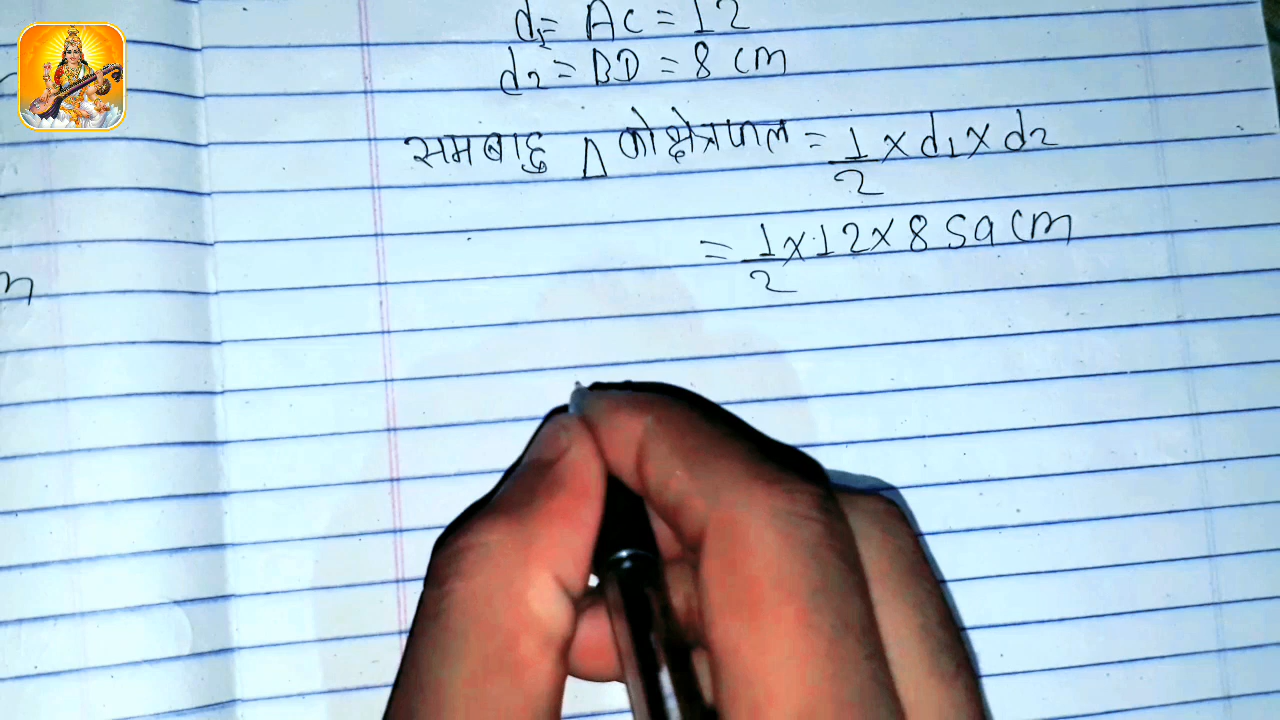 d1 = AC = 12
d2 = BD = 8 cm
समबाहु Δ को क्षेत्रफल = 1/2 × d1 × d2
= 1/2 × 12 × 8 sq cm
m